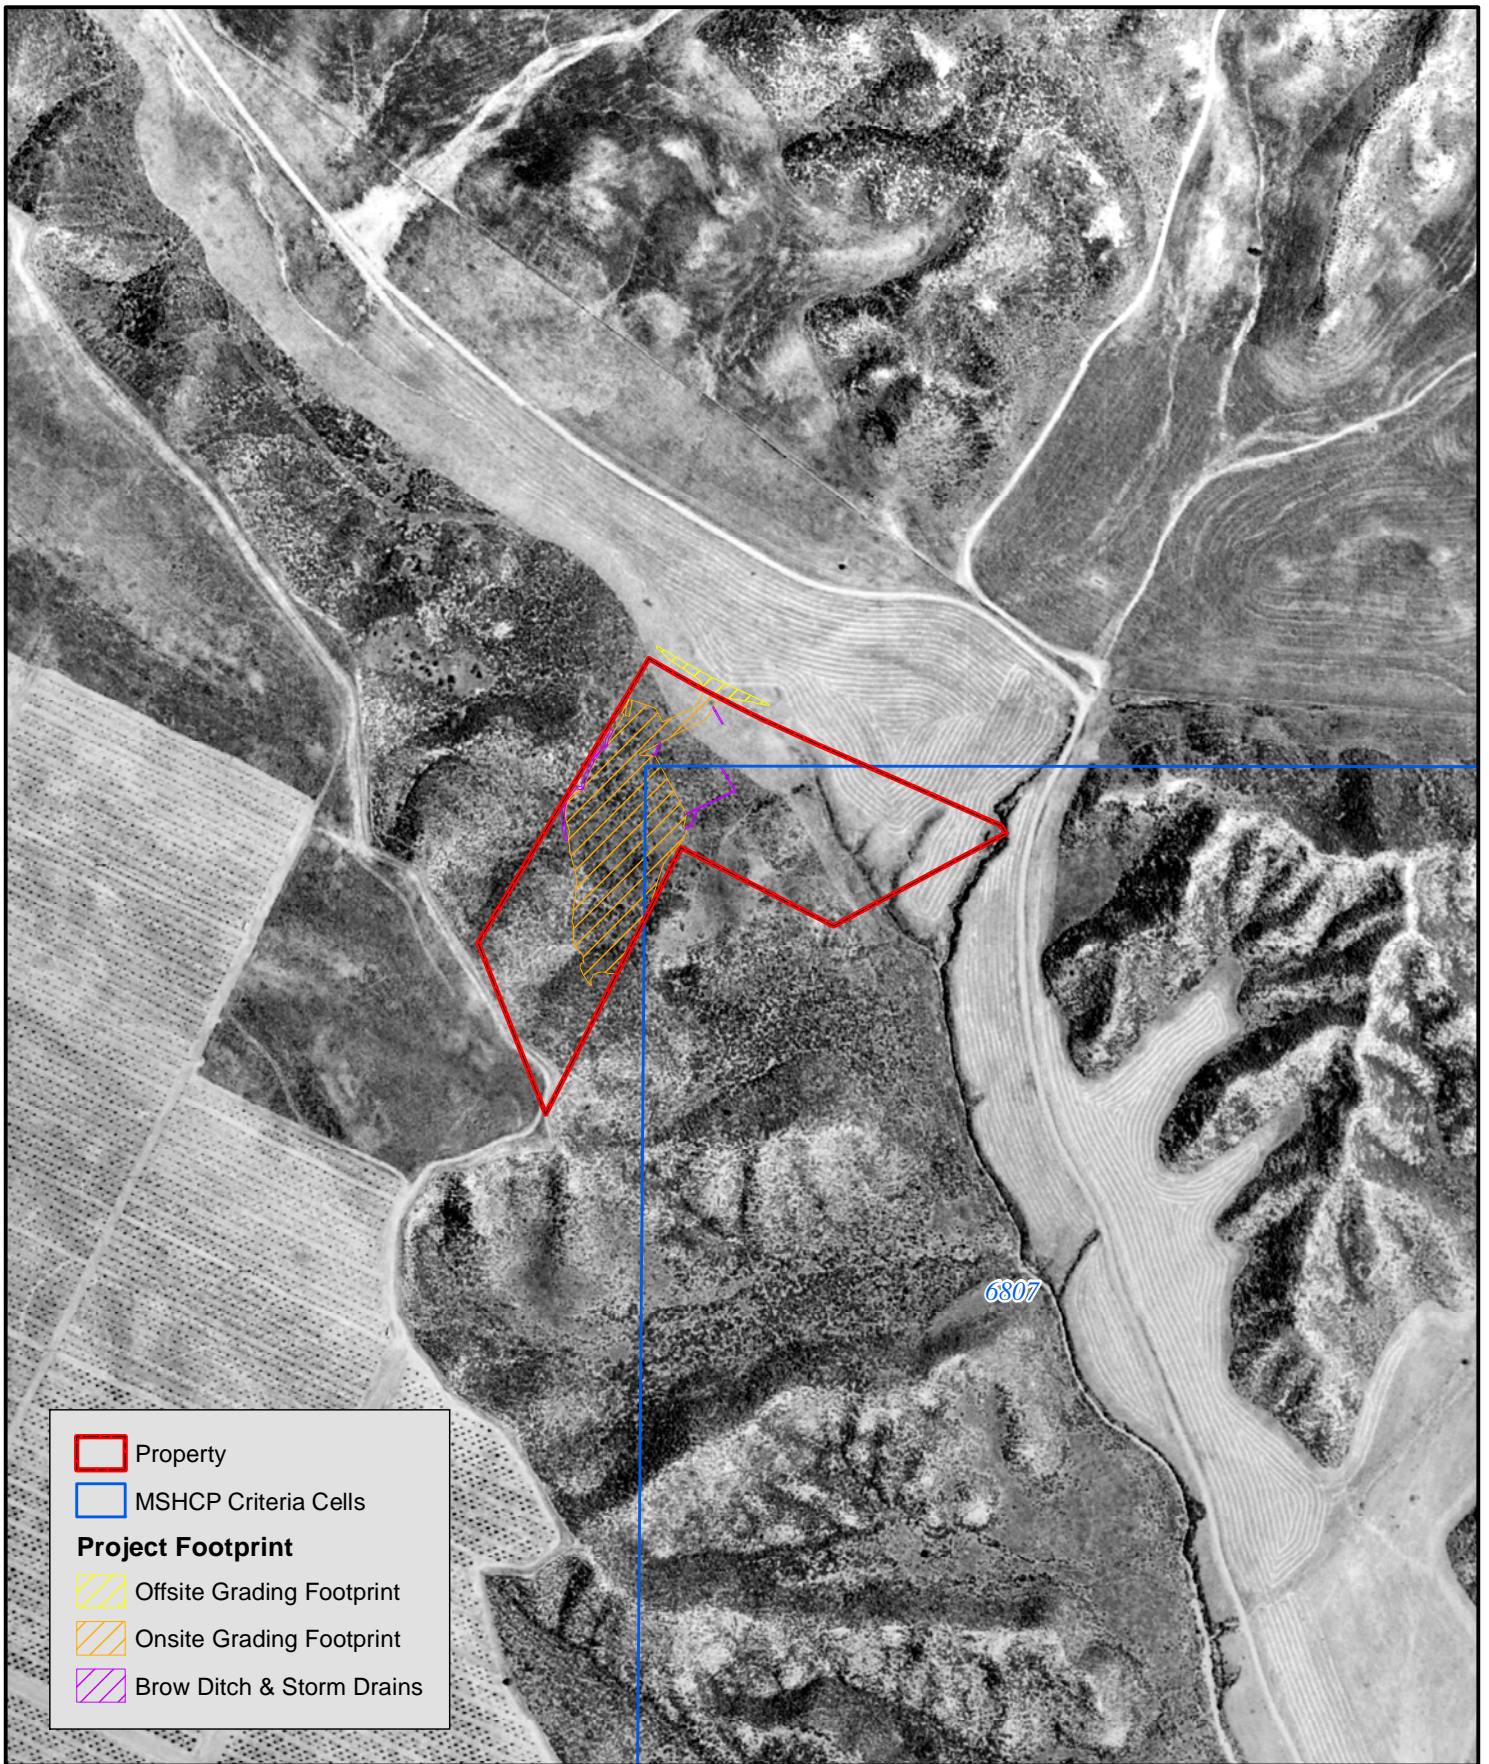 6807
Property
MSHCP Criteria Cells
Project Footprint
Offsite Grading Footprint
Onsite Grading Footprint
Brow Ditch & Storm Drains